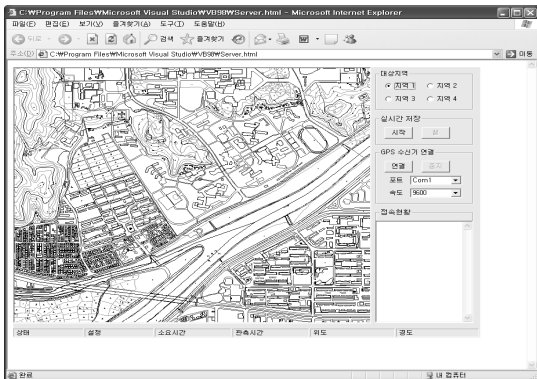 C:₩Program Files₩Microsoft Visual Studio₩VB98₩Server.html - Microsoft Internet Explorer
파일(F) 편집(E) 보기(V) 즐겨찾기(A) 도구(T) 도움말(H)
뒤로 검색 즐겨찾기
주소(D) C:₩Program Files₩Microsoft Visual Studio₩VB98₩Server.html 이동
대상지역
지역 1 지역 2
지역 3 지역 4
실시간 저장
시작
GPS 수신기 연결
연결 중지
포트 Com1
속도 9600
접속현황
상태 설정 소요시간 관측시간 위도 경도
완료 내 컴퓨터